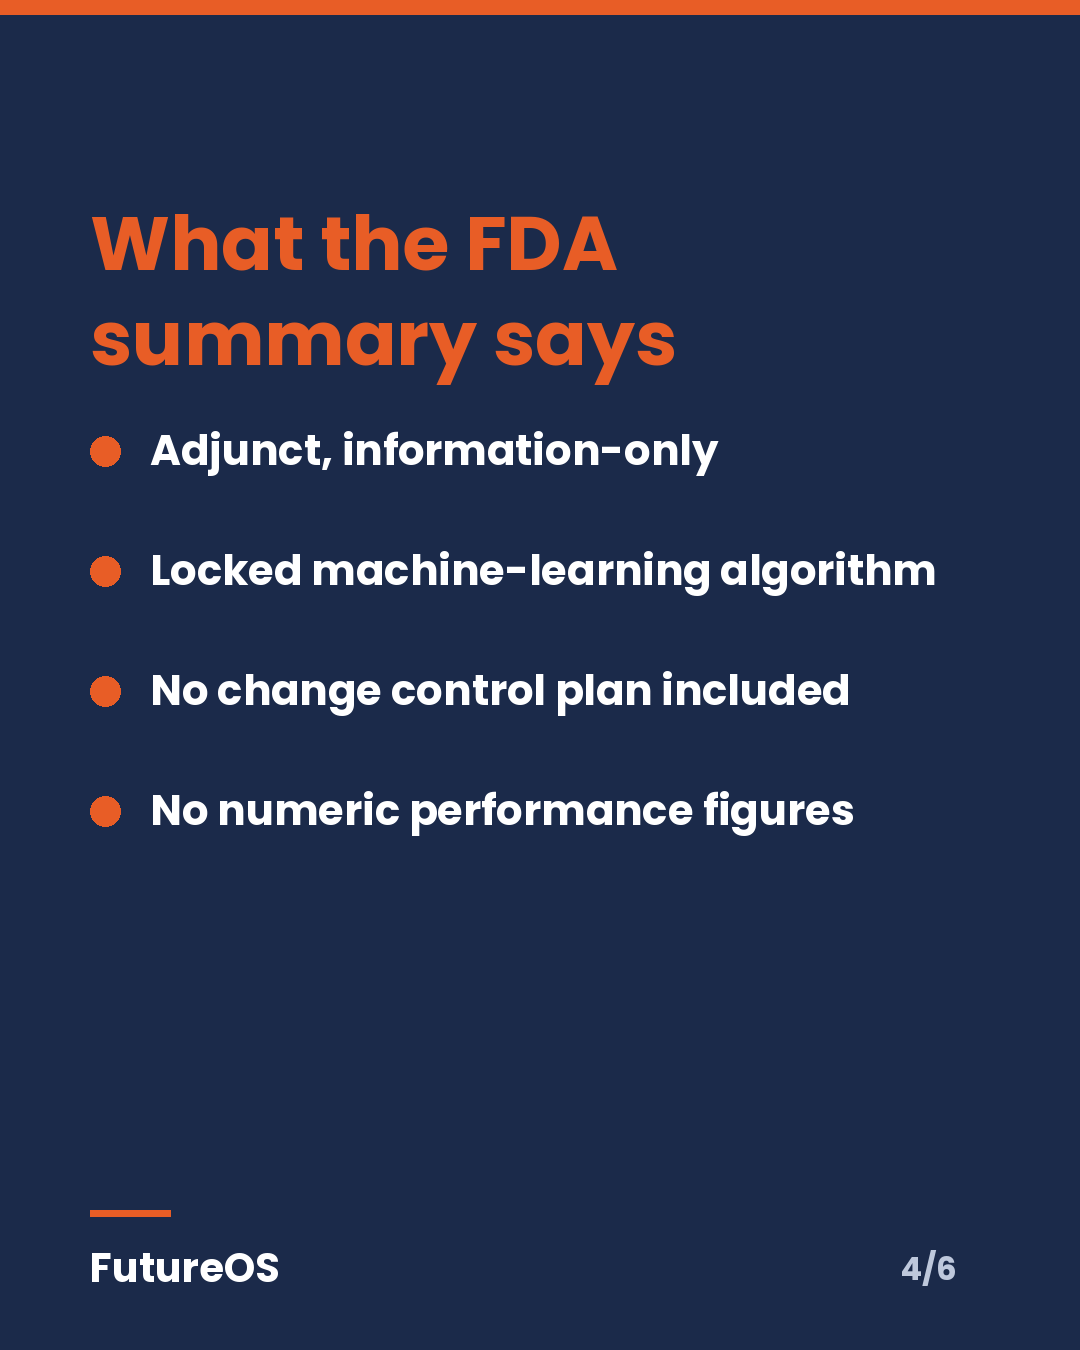 What the FDA
summary says
Adjunct, information-only
Locked machine-learning algorithm
No change control plan included
No numeric performance figures
FutureOS
4/6